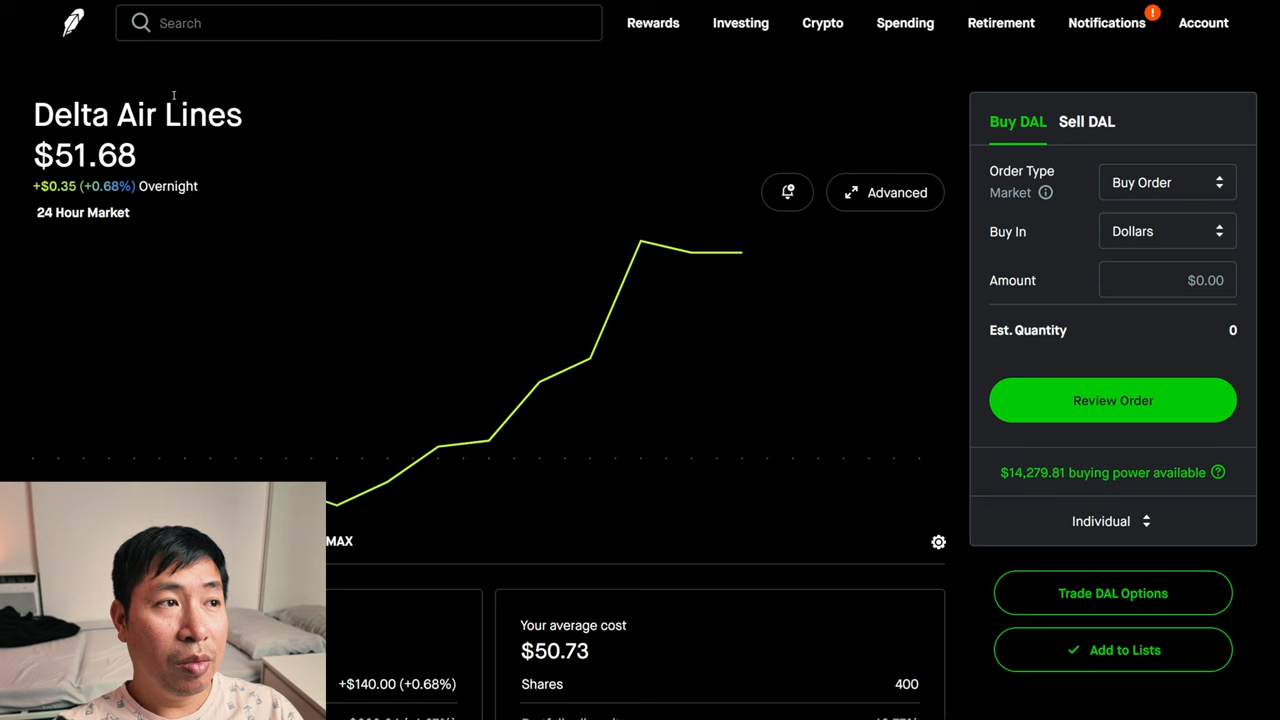 Search
Rewards
Investing
Crypto
Spending
Retirement
Notifications
!
Account
Delta Air Lines
$51.68
+$0.35 (+0.68%) Overnight
24 Hour Market
Advanced
Buy DAL
Sell DAL
Order Type
Market
Buy Order
Buy In
Dollars
Amount
$0.00
Est. Quantity
0
Review Order
$14,279.81 buying power available
Individual
Trade DAL Options
Add to Lists
MAX
+$140.00 (+0.68%)
Your average cost
$50.73
Shares
400